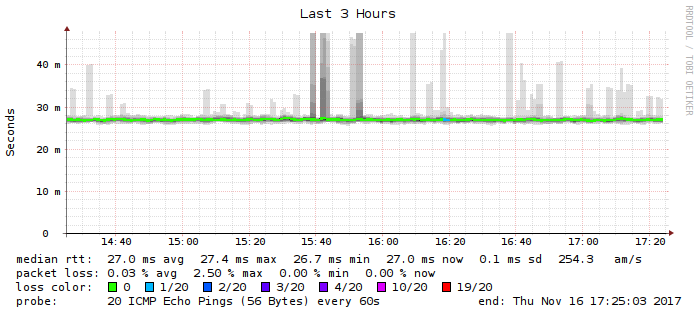 Last 3 Hours
RRDTOOL / TOBI OETIKER
Seconds
40 m
30 m
20 m
10 m
0
14:40 15:00 15:20 15:40 16:00 16:20 16:40 17:00 17:20
median rtt: 27.0 ms avg 27.4 ms max 26.7 ms min 27.0 ms now 0.1 ms sd 254.3 am/s
packet loss: 0.03 % avg 2.50 % max 0.00 % min 0.00 % now
loss color: 0 1/20 2/20 3/20 4/20 10/20 19/20
probe: 20 ICMP Echo Pings (56 Bytes) every 60s end: Thu Nov 16 17:25:03 2017